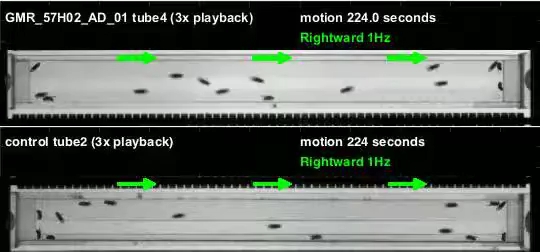 GMR_57H02_AD_01 tube4 (3x playback)
motion 224.0 seconds
Rightward 1Hz
control tube2 (3x playback)
motion 224 seconds
Rightward 1Hz